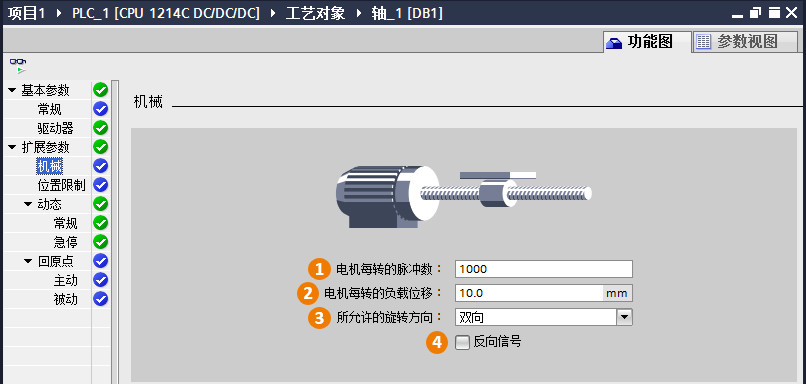 项目1 PLC_1 [CPU 1214C DC/DC/DC] 工艺对象 轴_1 [DB1]
功能图 参数视图
基本参数
常规
驱动器
扩展参数
机械
位置限制
动态
常规
急停
回原点
主动
被动
机械
1 电机每转的脉冲数： 1000
2 电机每转的负载位移： 10.0 mm
3 所允许的旋转方向： 双向
4 反向信号